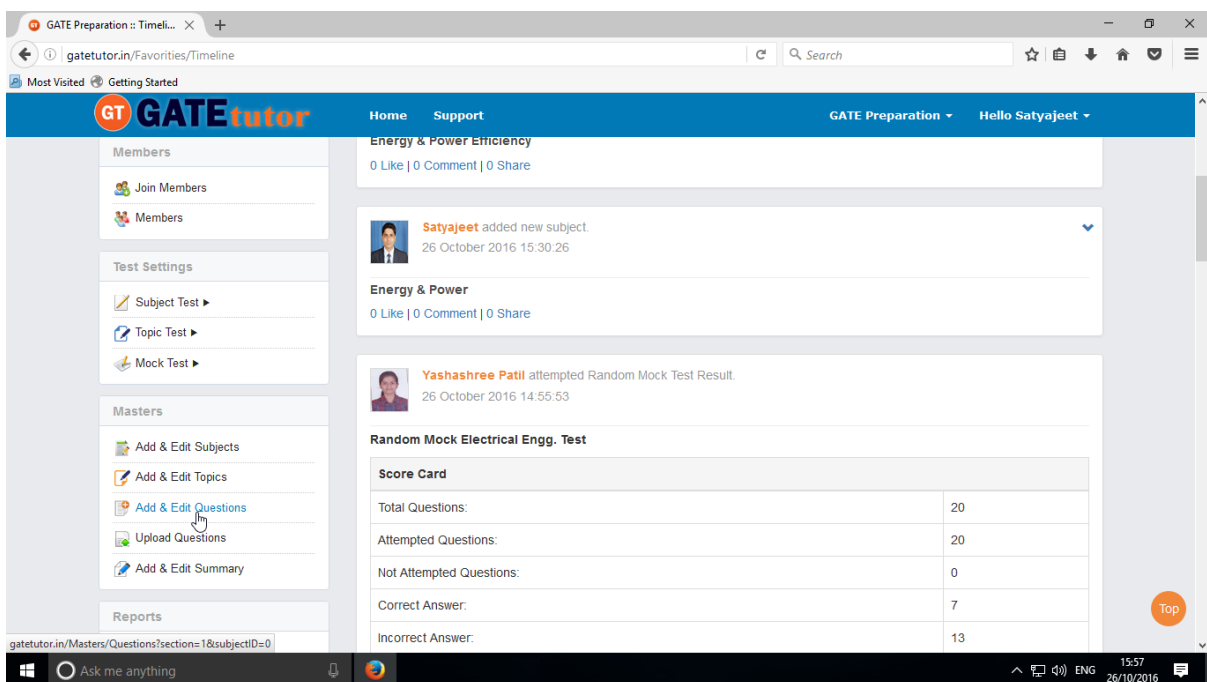 GATE Preparation :: Timeli...
gatetutor.in/Favorities/Timeline
Search
Most Visited Getting Started
GT GATEtutor Home Support GATE Preparation Hello Satyajeet
Members
Join Members
Members
Test Settings
Subject Test
Topic Test
Mock Test
Masters
Add & Edit Subjects
Add & Edit Topics
Add & Edit Questions
Upload Questions
Add & Edit Summary
Reports
Energy & Power Efficiency
0 Like | 0 Comment | 0 Share
Satyajeet added new subject.
26 October 2016 15:30:26
Energy & Power
0 Like | 0 Comment | 0 Share
Yashashree Patil attempted Random Mock Test Result.
26 October 2016 14:55:53
Random Mock Electrical Engg. Test
Score Card
Total Questions: 20
Attempted Questions: 20
Not Attempted Questions: 0
Correct Answer: 7
Incorrect Answer: 13
Top
gatetutor.in/Masters/Questions?section=1&subjectID=0
Ask me anything
ENG
15:57
26/10/2016